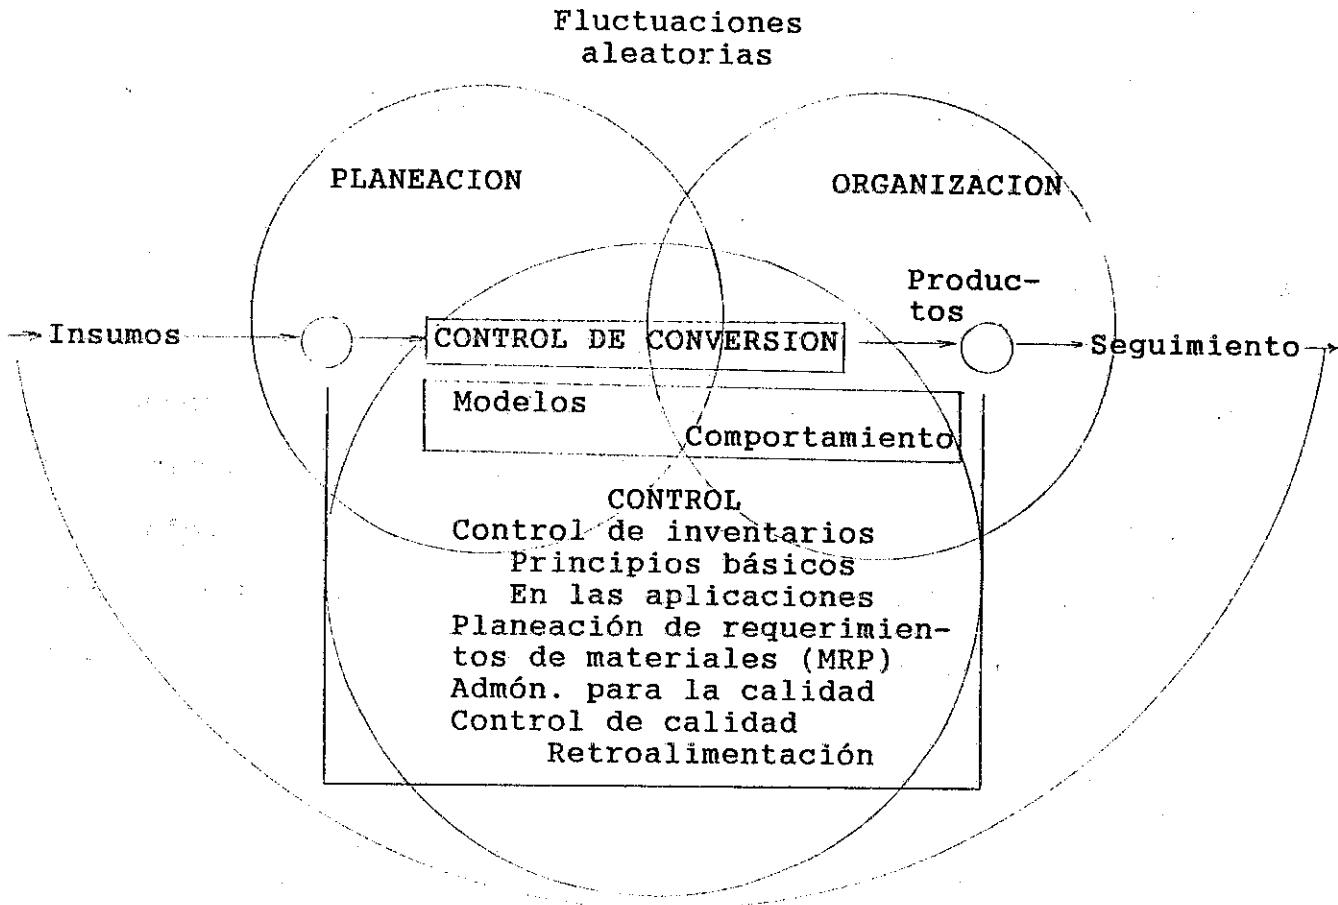 Fluctuaciones
aleatorias
PLANEACION
ORGANIZACION
Produc-
tos
Insumos
CONTROL DE CONVERSION
Seguimiento
Modelos
Comportamiento
CONTROL
Control de inventarios
Principios básicos
En las aplicaciones
Planeación de requerimien-
tos de materiales (MRP)
Admón. para la calidad
Control de calidad
Retroalimentación